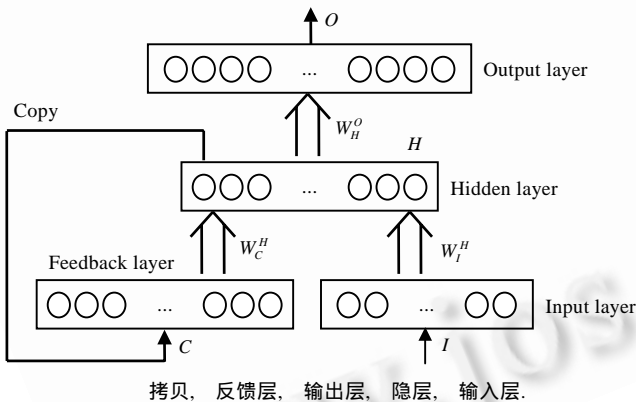 O
... Output layer
Copy
W_H^O
H
... Hidden layer
W_C^H
W_I^H
Feedback layer
...
... Input layer
C
I
拷贝, 反馈层, 输出层, 隐层, 输入层.